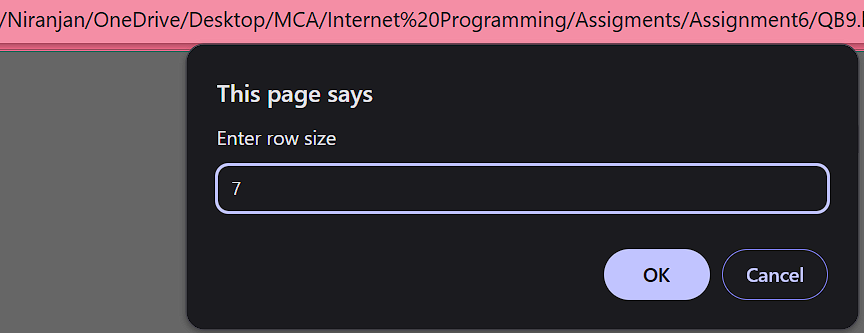 /Niranjan/OneDrive/Desktop/MCA/Internet%20Programming/Assigments/Assignment6/QB9.
This page says
Enter row size
7
OK Cancel